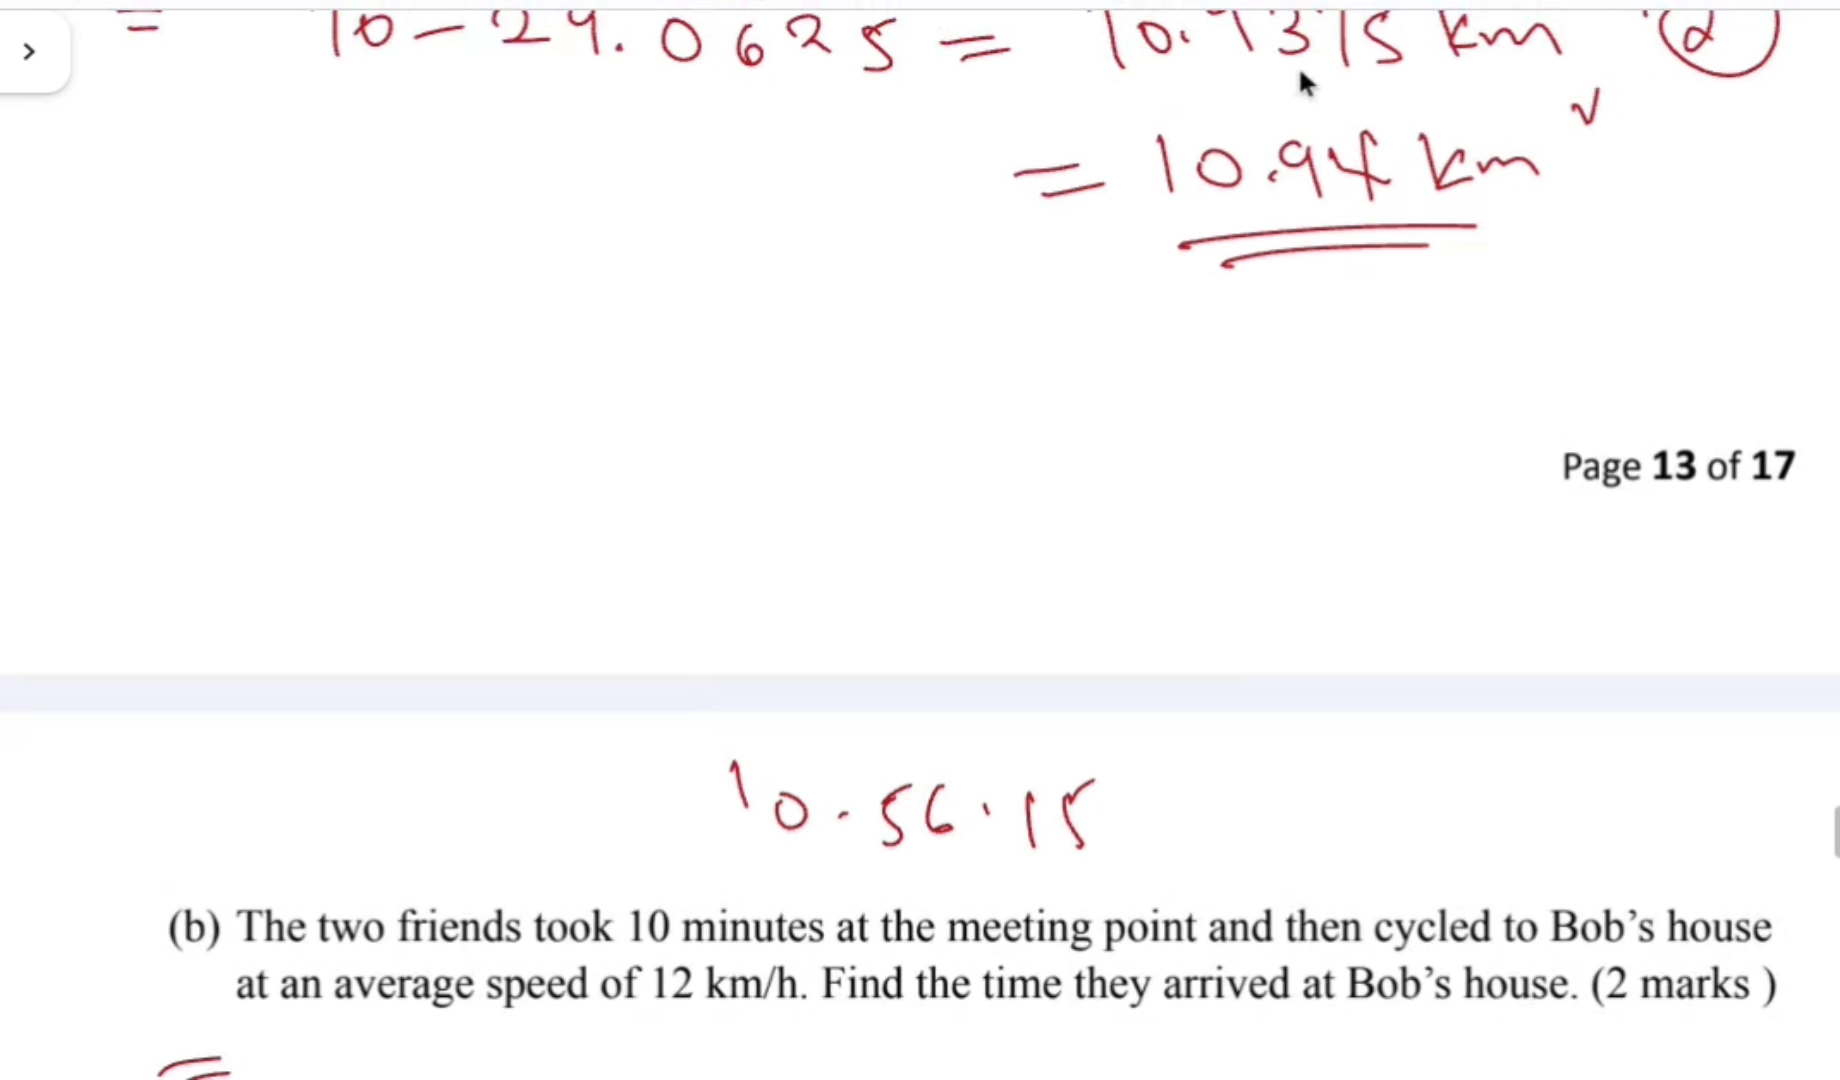 = 10 - 29.0625 = 10.9375 km
= 10.94 km ✓
Page 13 of 17
10.56.15
(b) The two friends took 10 minutes at the meeting point and then cycled to Bob’s house
at an average speed of 12 km/h. Find the time they arrived at Bob’s house. (2 marks )